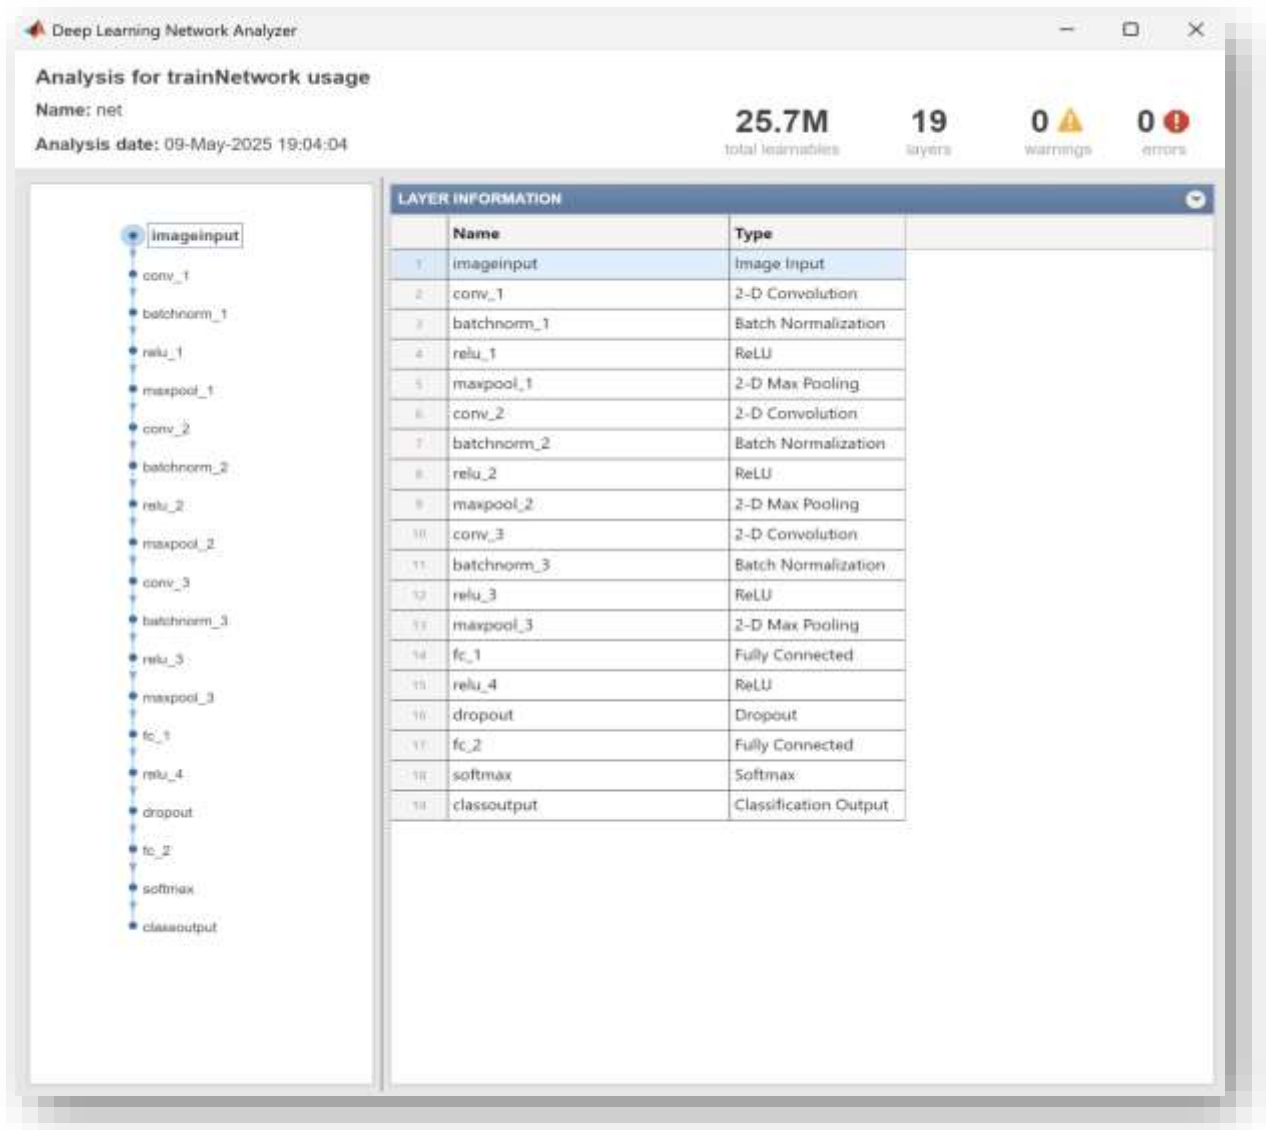 Deep Learning Network Analyzer
Analysis for trainNetwork usage
Name: net
Analysis date: 09-May-2025 19:04:04
25.7M
total learnables
19
layers
0
warnings
0
errors
imageinput
conv_1
batchnorm_1
relu_1
maxpool_1
conv_2
batchnorm_2
relu_2
maxpool_2
conv_3
batchnorm_3
relu_3
maxpool_3
fc_1
relu_4
dropout
fc_2
softmax
classoutput
LAYER INFORMATION
Name Type
1 imageinput Image Input
2 conv_1 2-D Convolution
3 batchnorm_1 Batch Normalization
4 relu_1 ReLU
5 maxpool_1 2-D Max Pooling
6 conv_2 2-D Convolution
7 batchnorm_2 Batch Normalization
8 relu_2 ReLU
9 maxpool_2 2-D Max Pooling
10 conv_3 2-D Convolution
11 batchnorm_3 Batch Normalization
12 relu_3 ReLU
13 maxpool_3 2-D Max Pooling
14 fc_1 Fully Connected
15 relu_4 ReLU
16 dropout Dropout
17 fc_2 Fully Connected
18 softmax Softmax
19 classoutput Classification Output